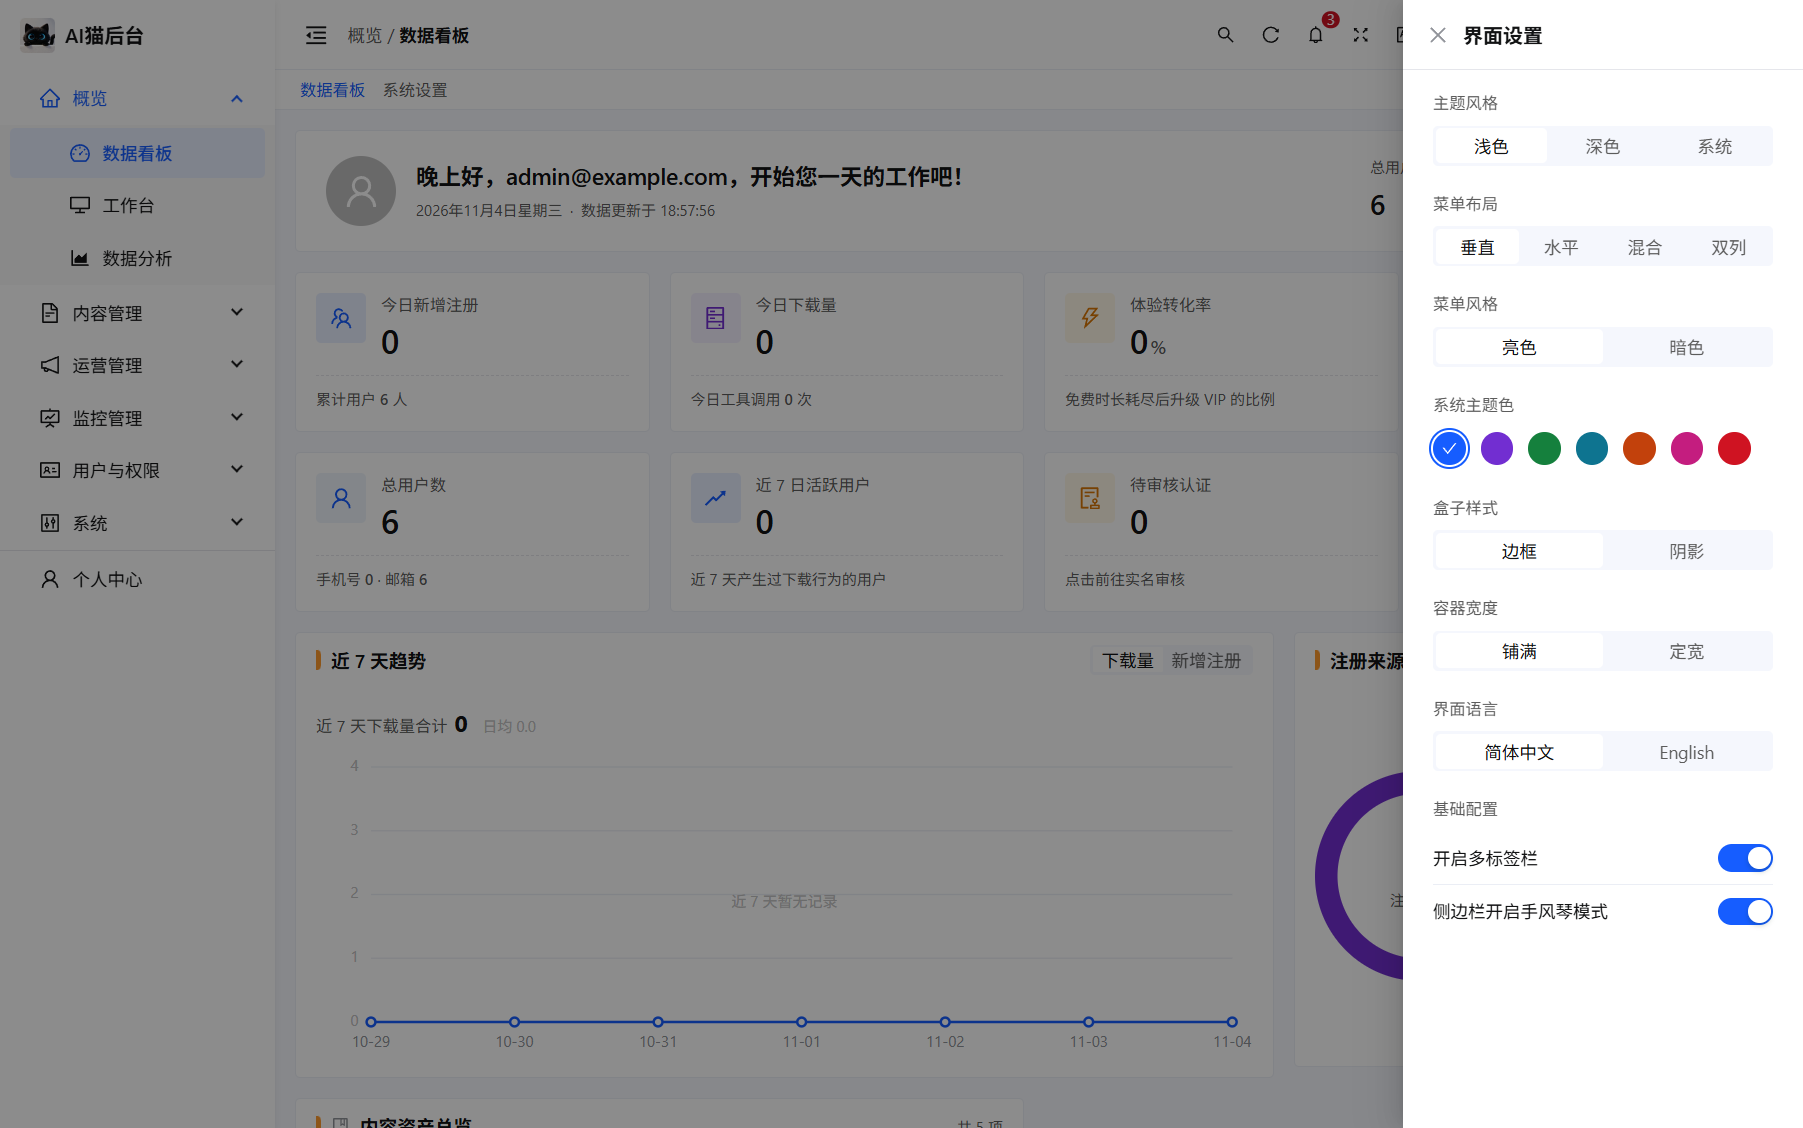 AI猫后台
概览
数据看板
工作台
数据分析
内容管理
运营管理
监控管理
用户与权限
系统
个人中心
概览 / 数据看板
3
数据看板 系统设置
晚上好，admin@example.com，开始您一天的工作吧！
2026年11月4日星期三 · 数据更新于 18:57:56
6
今日新增注册
0
累计用户 6 人
今日下载量
0
今日工具调用 0 次
体验转化率
0 %
免费时长耗尽后升级 VIP 的比例
总用户数
6
手机号 0 · 邮箱 6
近 7 日活跃用户
0
近 7 天产生过下载行为的用户
待审核认证
0
点击前往实名审核
近 7 天趋势
下载量 新增注册
近 7 天下载量合计 0 日均 0.0
4
3
2
1
0
近 7 天暂无记录
10-29 10-30 10-31 11-01 11-02 11-03 11-04
注册来源
注
内容资产总览
共 5 项
界面设置
主题风格
浅色 深色 系统
菜单布局
垂直 水平 混合 双列
菜单风格
亮色 暗色
系统主题色
盒子样式
边框 阴影
容器宽度
铺满 定宽
界面语言
简体中文 English
基础配置
开启多标签栏
侧边栏开启手风琴模式